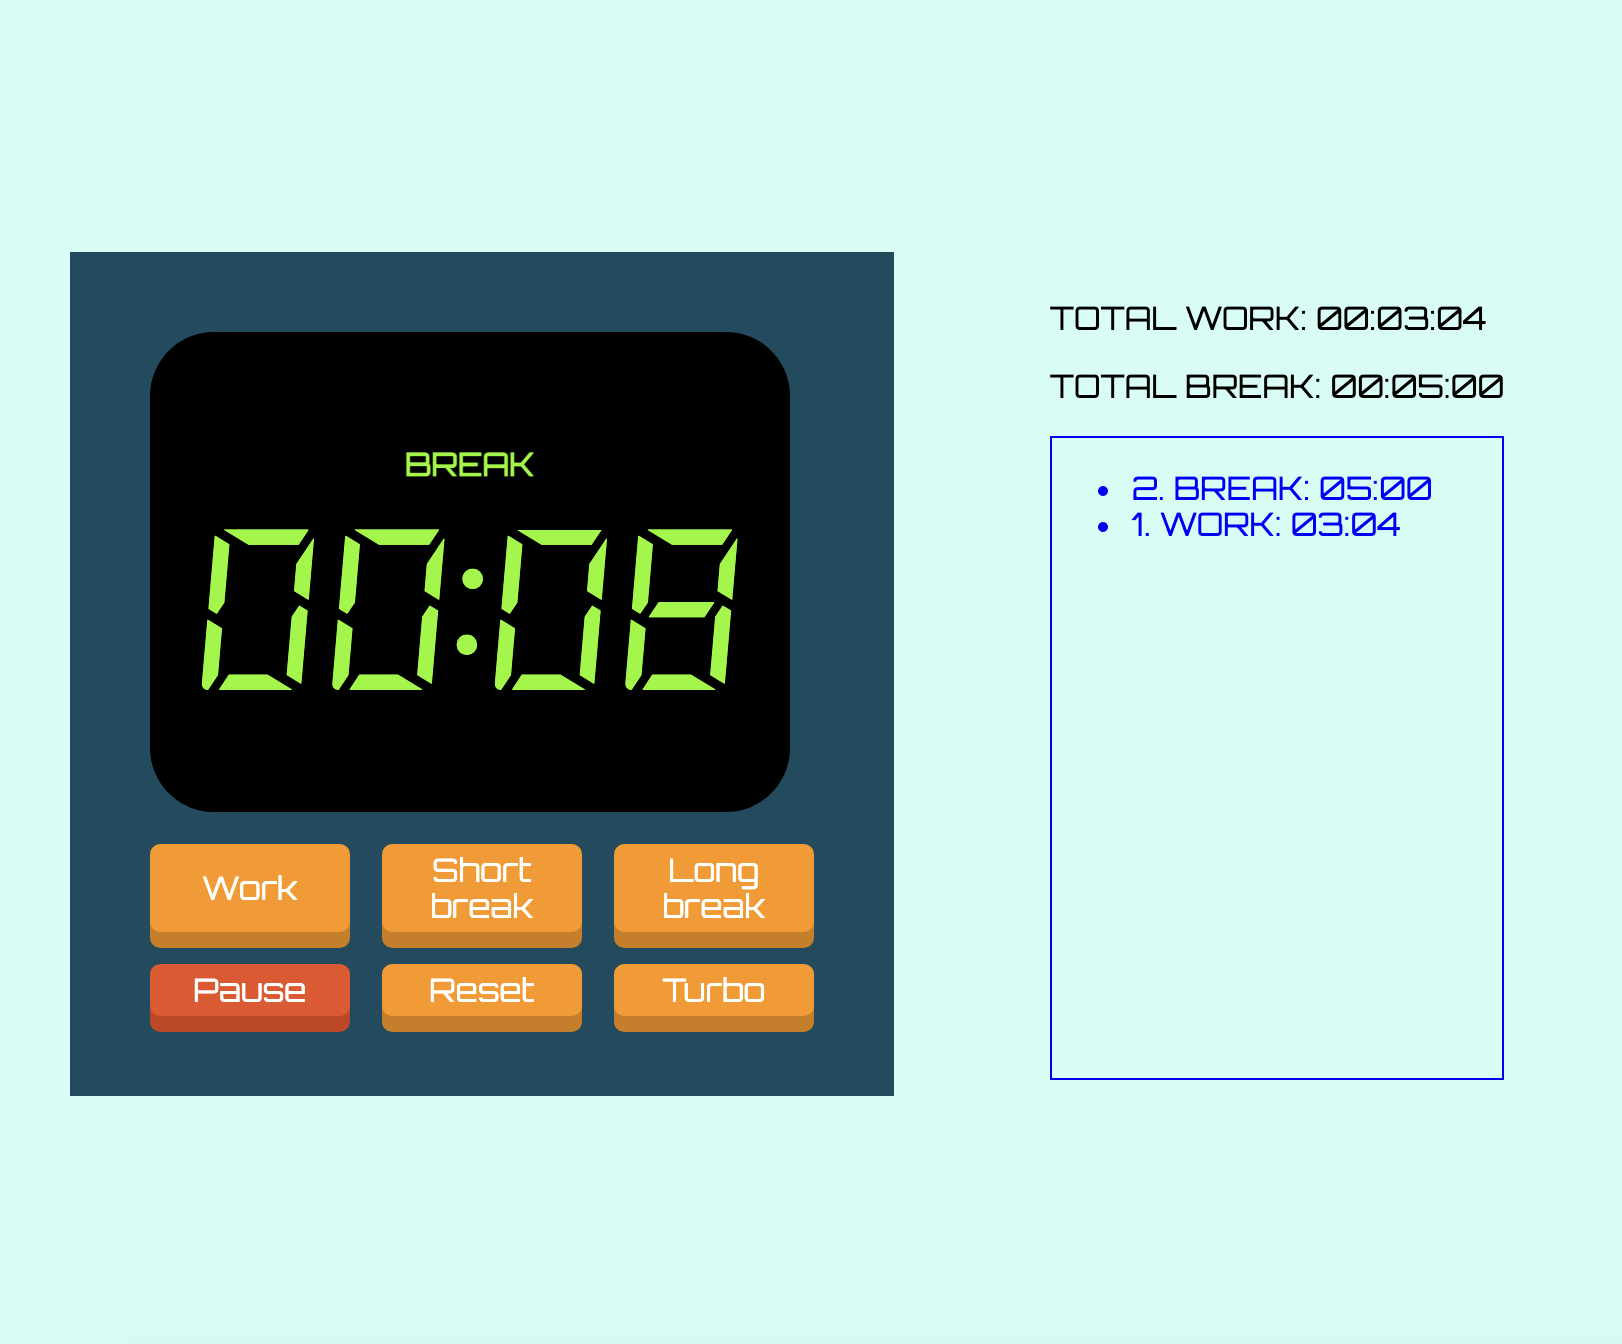 BREAK
00:08
Work
Short
break
Long
break
Pause
Reset
Turbo
TOTAL WORK: 00:03:04
TOTAL BREAK: 00:05:00
• 2. BREAK: 05:00
• 1. WORK: 03:04